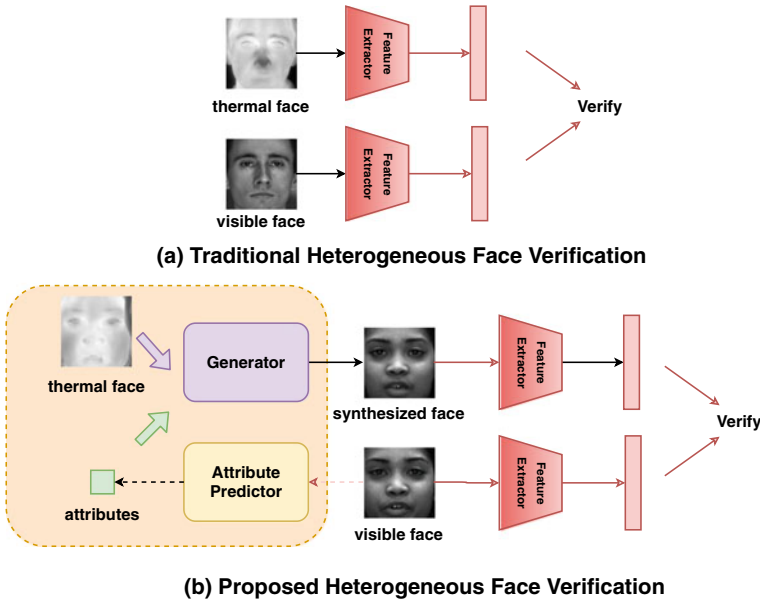 Feature
Extractor
thermal face
Verify
Feature
Extractor
visible face
(a) Traditional Heterogeneous Face Verification
Generator
thermal face
Feature
Extractor
synthesized face
Verify
Attribute
Predictor
attributes
Feature
Extractor
visible face
(b) Proposed Heterogeneous Face Verification